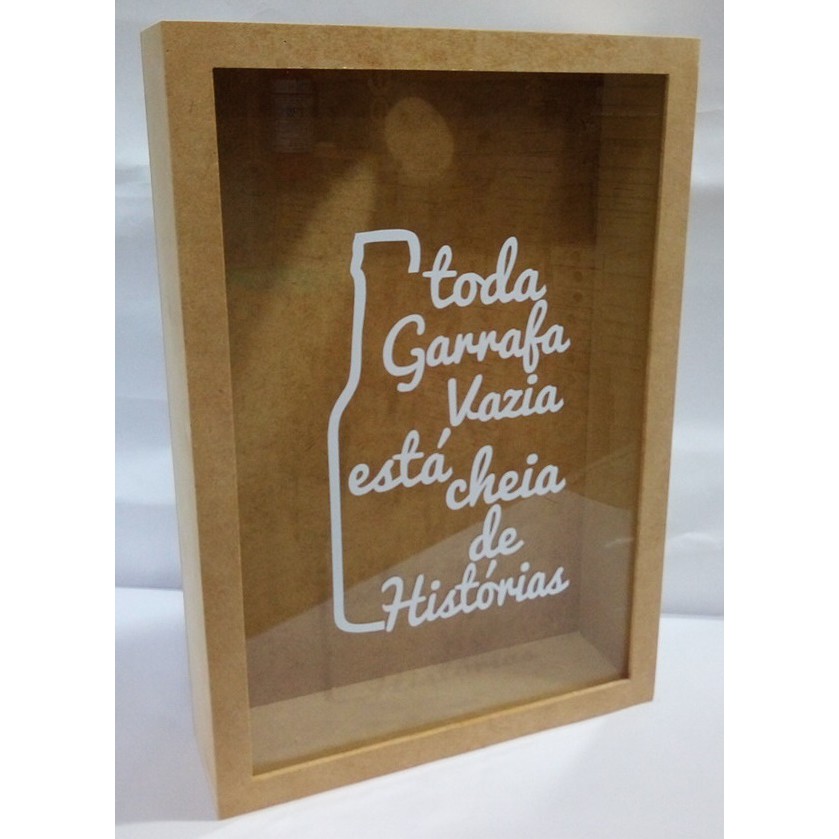 toda
Garrafa
Vazia
está cheia
de
Histórias